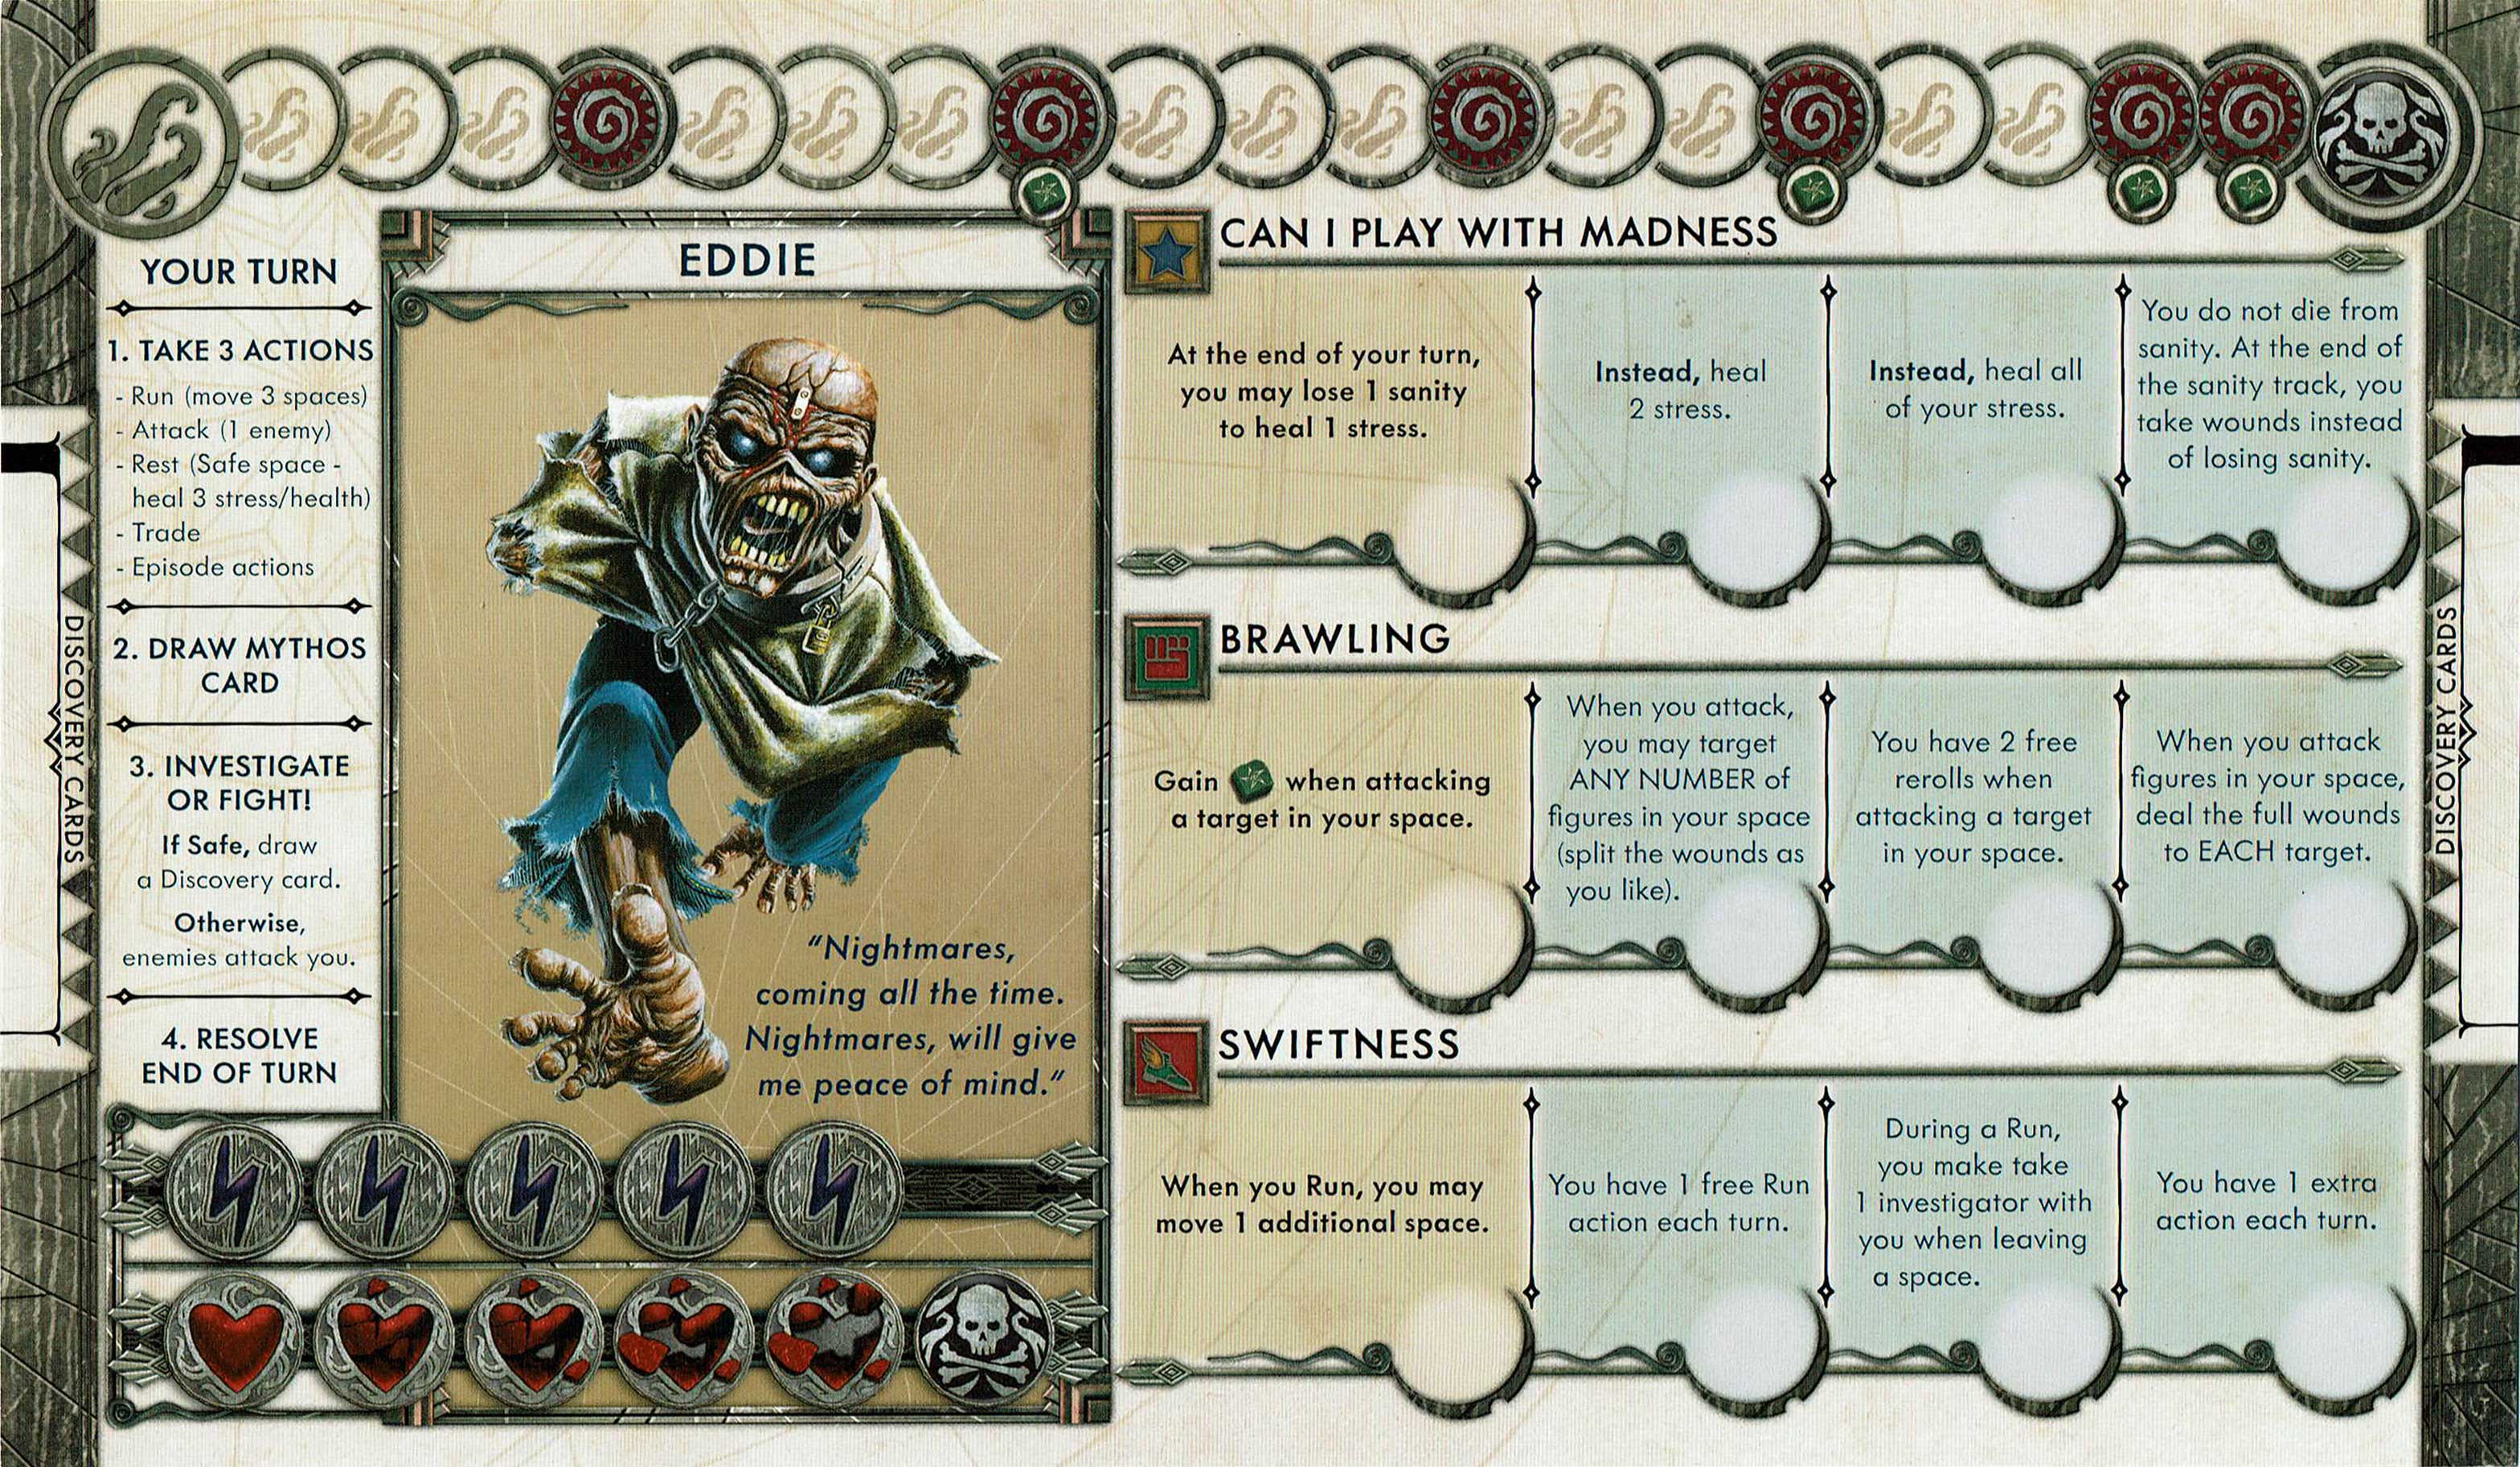 YOUR TURN
1. TAKE 3 ACTIONS
- Run (move 3 spaces)
- Attack (1 enemy)
- Rest (Safe space -
heal 3 stress/health)
- Trade
- Episode actions
2. DRAW MYTHOS
CARD
3. INVESTIGATE
OR FIGHT!
If Safe, draw
a Discovery card.
Otherwise,
enemies attack you.
4. RESOLVE
END OF TURN
DISCOVERY CARDS
EDDIE
"Nightmares,
coming all the time.
Nightmares, will give
me peace of mind."
CAN I PLAY WITH MADNESS
At the end of your turn,
you may lose 1 sanity
to heal 1 stress.
Instead, heal
2 stress.
Instead, heal all
of your stress.
You do not die from
sanity. At the end of
the sanity track, you
take wounds instead
of losing sanity.
BRAWLING
Gain when attacking
a target in your space.
When you attack,
you may target
ANY NUMBER of
figures in your space
(split the wounds as
you like).
You have 2 free
rerolls when
attacking a target
in your space.
When you attack
figures in your space,
deal the full wounds
to EACH target.
SWIFTNESS
When you Run, you may
move 1 additional space.
You have 1 free Run
action each turn.
During a Run,
you make take
1 investigator with
you when leaving
a space.
You have 1 extra
action each turn.
DISCOVERY CARDS